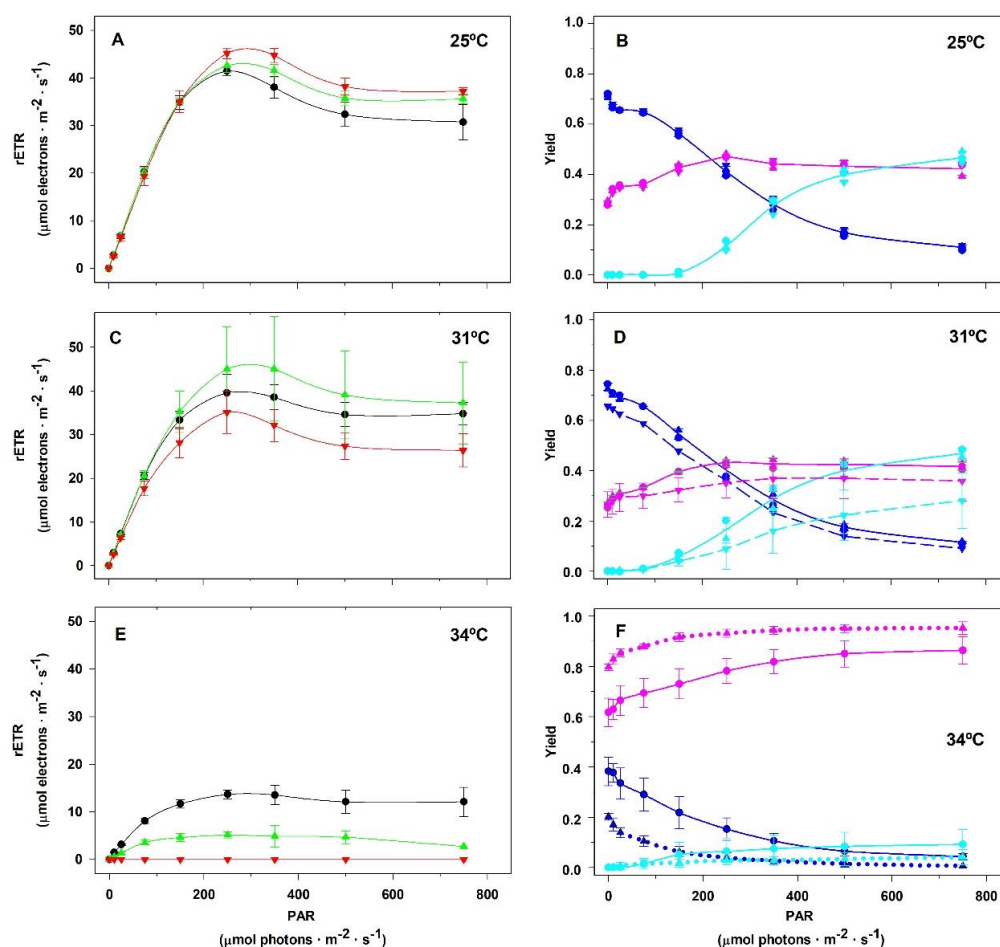 A
25ºC
rETR
(µmol electrons · m⁻² · s⁻¹)
50
40
30
20
10
0
B
25ºC
Yield
1.0
0.8
0.6
0.4
0.2
0.0
C
31ºC
rETR
(µmol electrons · m⁻² · s⁻¹)
50
40
30
20
10
0
D
31ºC
Yield
1.0
0.8
0.6
0.4
0.2
0.0
E
34ºC
rETR
(µmol electrons · m⁻² · s⁻¹)
50
40
30
20
10
0
0 200 400 600 800
PAR
(µmol photons · m⁻² · s⁻¹)
F
34ºC
Yield
1.0
0.8
0.6
0.4
0.2
0.0
0 200 400 600 800
PAR
(µmol photons · m⁻² · s⁻¹)